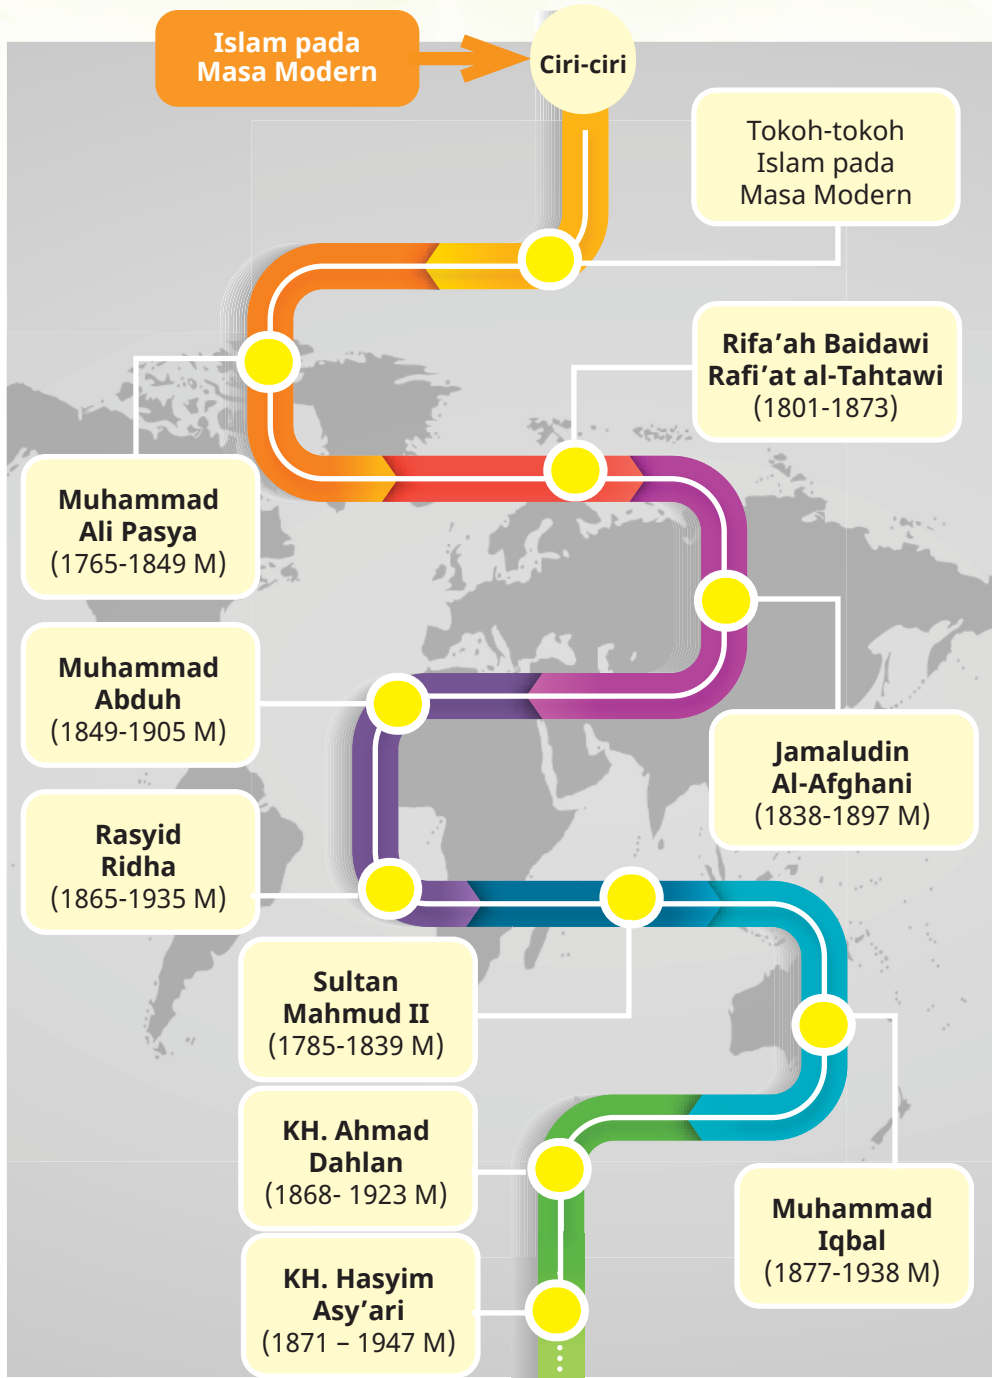 Islam pada
Masa Modern
Ciri-ciri
Tokoh-tokoh
Islam pada
Masa Modern
Muhammad
Ali Pasya
(1765-1849 M)
Rifa’ah Baidawi
Rafi’at al-Tahtawi
(1801-1873)
Jamaludin
Al-Afghani
(1838-1897 M)
Muhammad
Abduh
(1849-1905 M)
Rasyid
Ridha
(1865-1935 M)
Sultan
Mahmud II
(1785-1839 M)
Muhammad
Iqbal
(1877-1938 M)
KH. Ahmad
Dahlan
(1868- 1923 M)
KH. Hasyim
Asy’ari
(1871 – 1947 M)